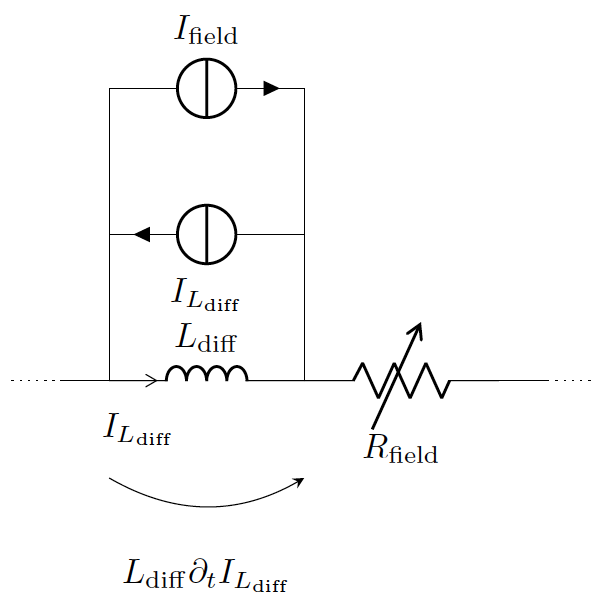 I_field
I_{L_diff}
L_diff
I_{L_diff}
R_field
L_diff ∂_t I_{L_diff}